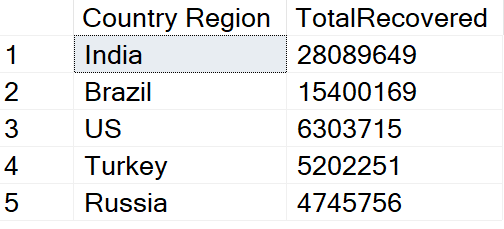 Country Region TotalRecovered
1 India 28089649
2 Brazil 15400169
3 US 6303715
4 Turkey 5202251
5 Russia 4745756